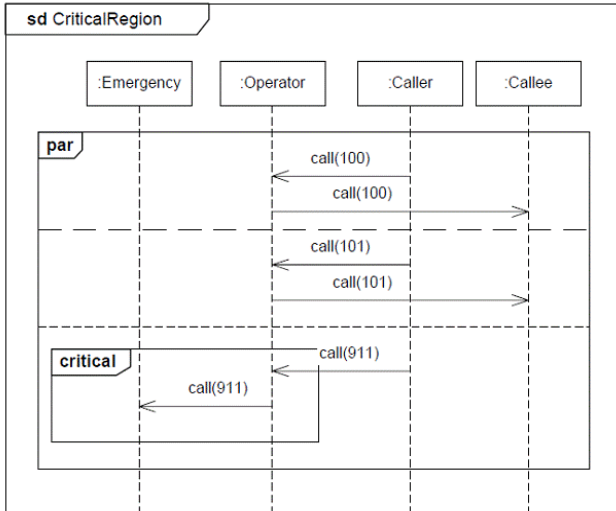 sd CriticalRegion
:Emergency :Operator :Caller :Callee
par
call(100)
call(100)
call(101)
call(101)
critical
call(911)
call(911)